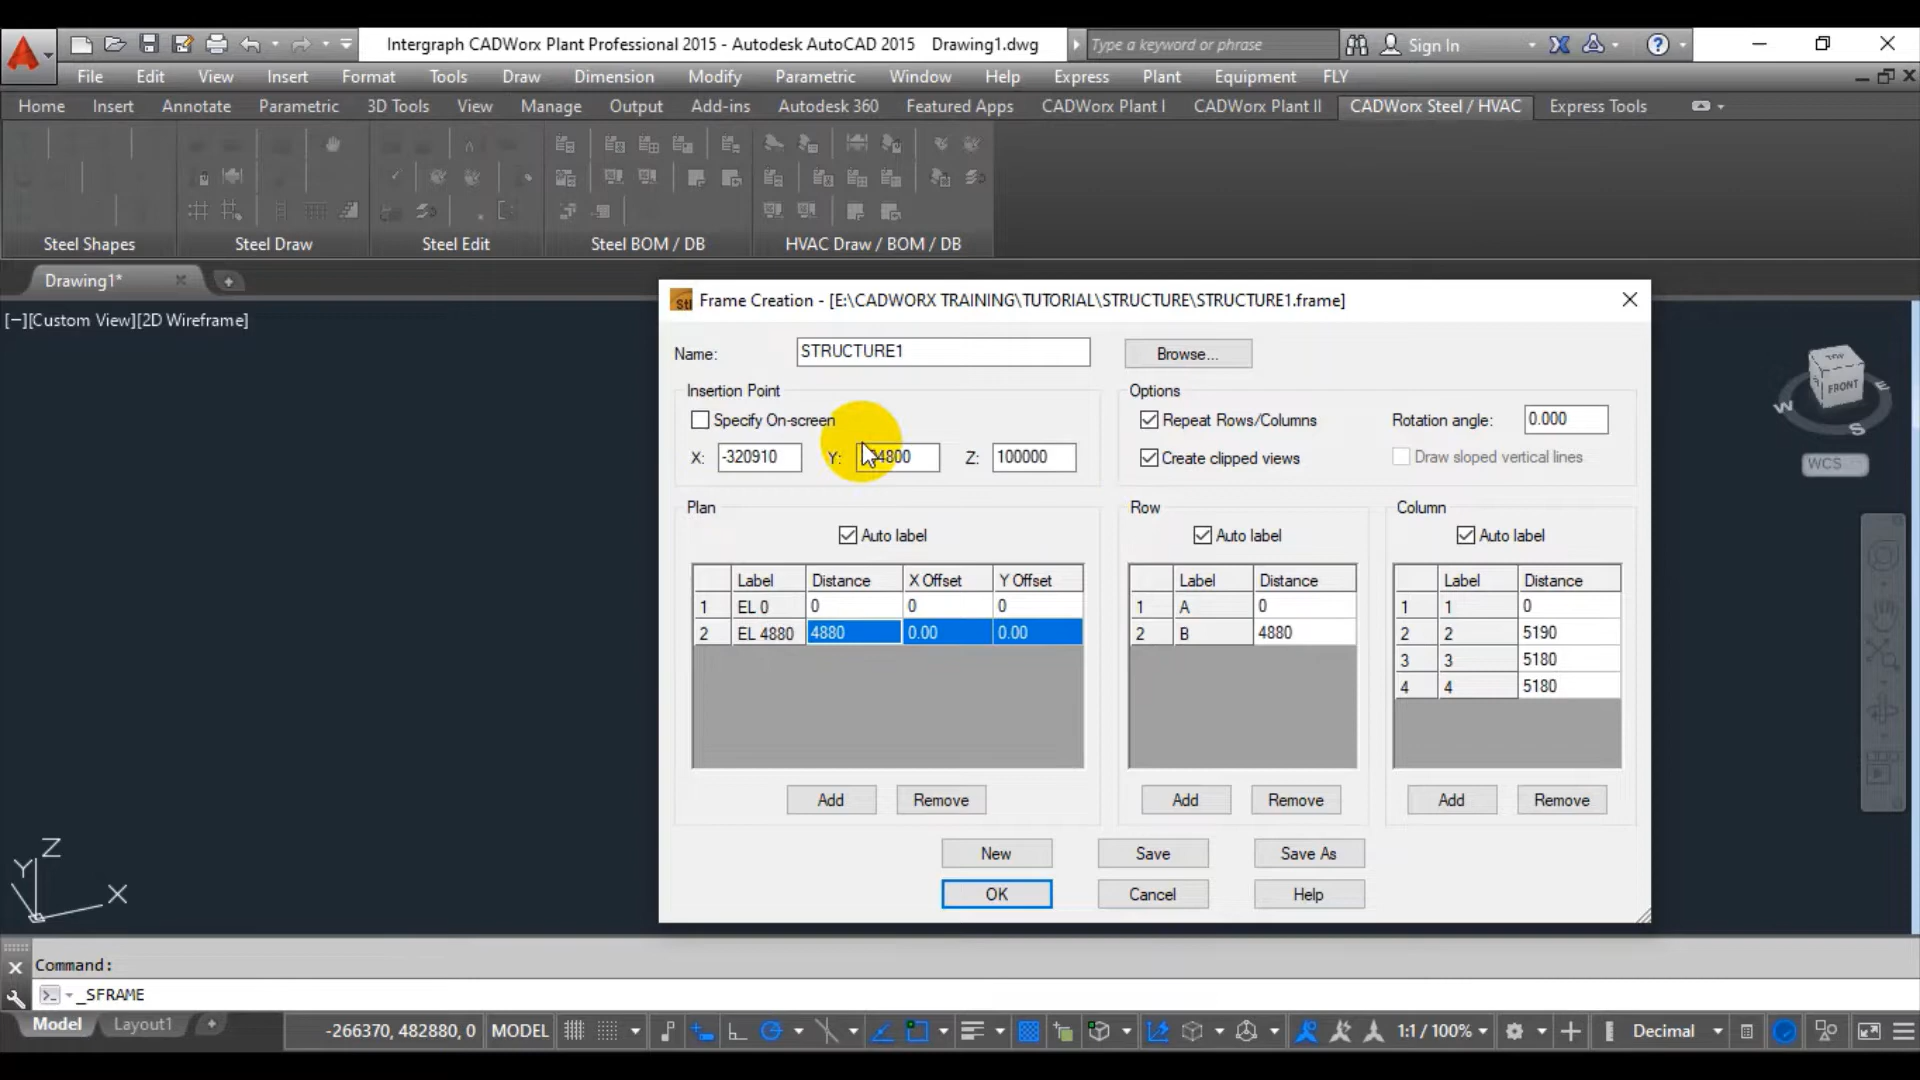 Intergraph CADWorx Plant Professional 2015 - Autodesk AutoCAD 2015 Drawing1.dwg
Type a keyword or phrase
Sign In
File Edit View Insert Format Tools Draw Dimension Modify Parametric Window Help Express Plant Equipment FLY
Home Insert Annotate Parametric 3D Tools View Manage Output Add-ins Autodesk 360 Featured Apps CADWorx Plant I CADWorx Plant II CADWorx Steel / HVAC Express Tools
Steel Shapes Steel Draw Steel Edit Steel BOM / DB HVAC Draw / BOM / DB
Drawing1*
[−][Custom View][2D Wireframe]
Frame Creation - [E:\CADWORX TRAINING\TUTORIAL\STRUCTURE\STRUCTURE1.frame]
Name: STRUCTURE1 Browse...
Insertion Point Options
Specify On-screen Repeat Rows/Columns Rotation angle: 0.000
X: -320910 Y: 4800 Z: 100000 Create clipped views Draw sloped vertical lines
Plan Row Column
Auto label Auto label Auto label
Label Distance X Offset Y Offset Label Distance Label Distance
1 EL 0 0 0 0 1 A 0 1 1 0
2 EL 4880 4880 0.00 0.00 2 B 4880 2 2 5190
3 3 5180
4 4 5180
Add Remove Add Remove Add Remove
New Save Save As
OK Cancel Help
TOP
FRONT
W S E
WCS
Z
Y
X
Command:
_SFRAME
Model Layout1 -266370, 482880, 0 MODEL 1:1 / 100% Decimal